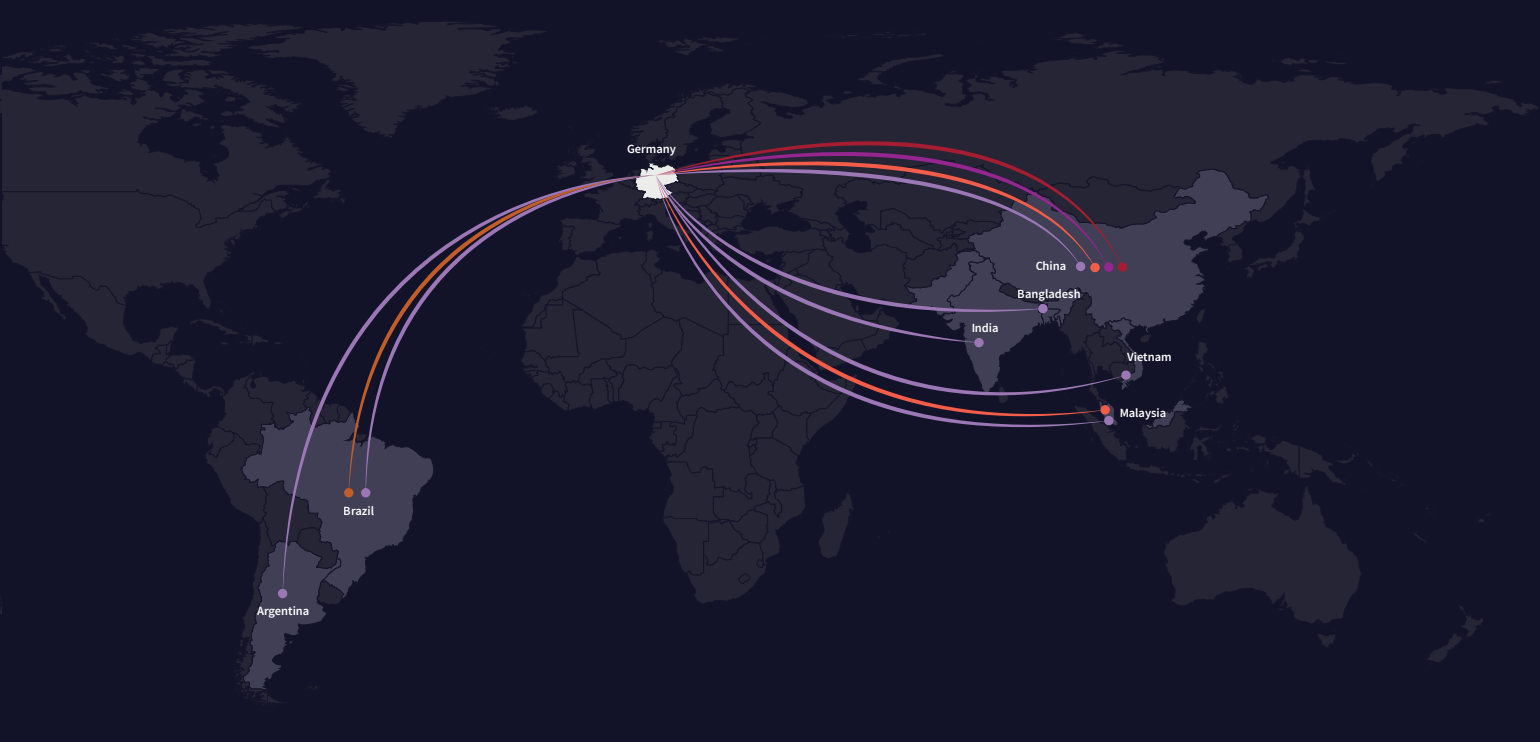 Germany
China
Bangladesh
India
Vietnam
Malaysia
Brazil
Argentina